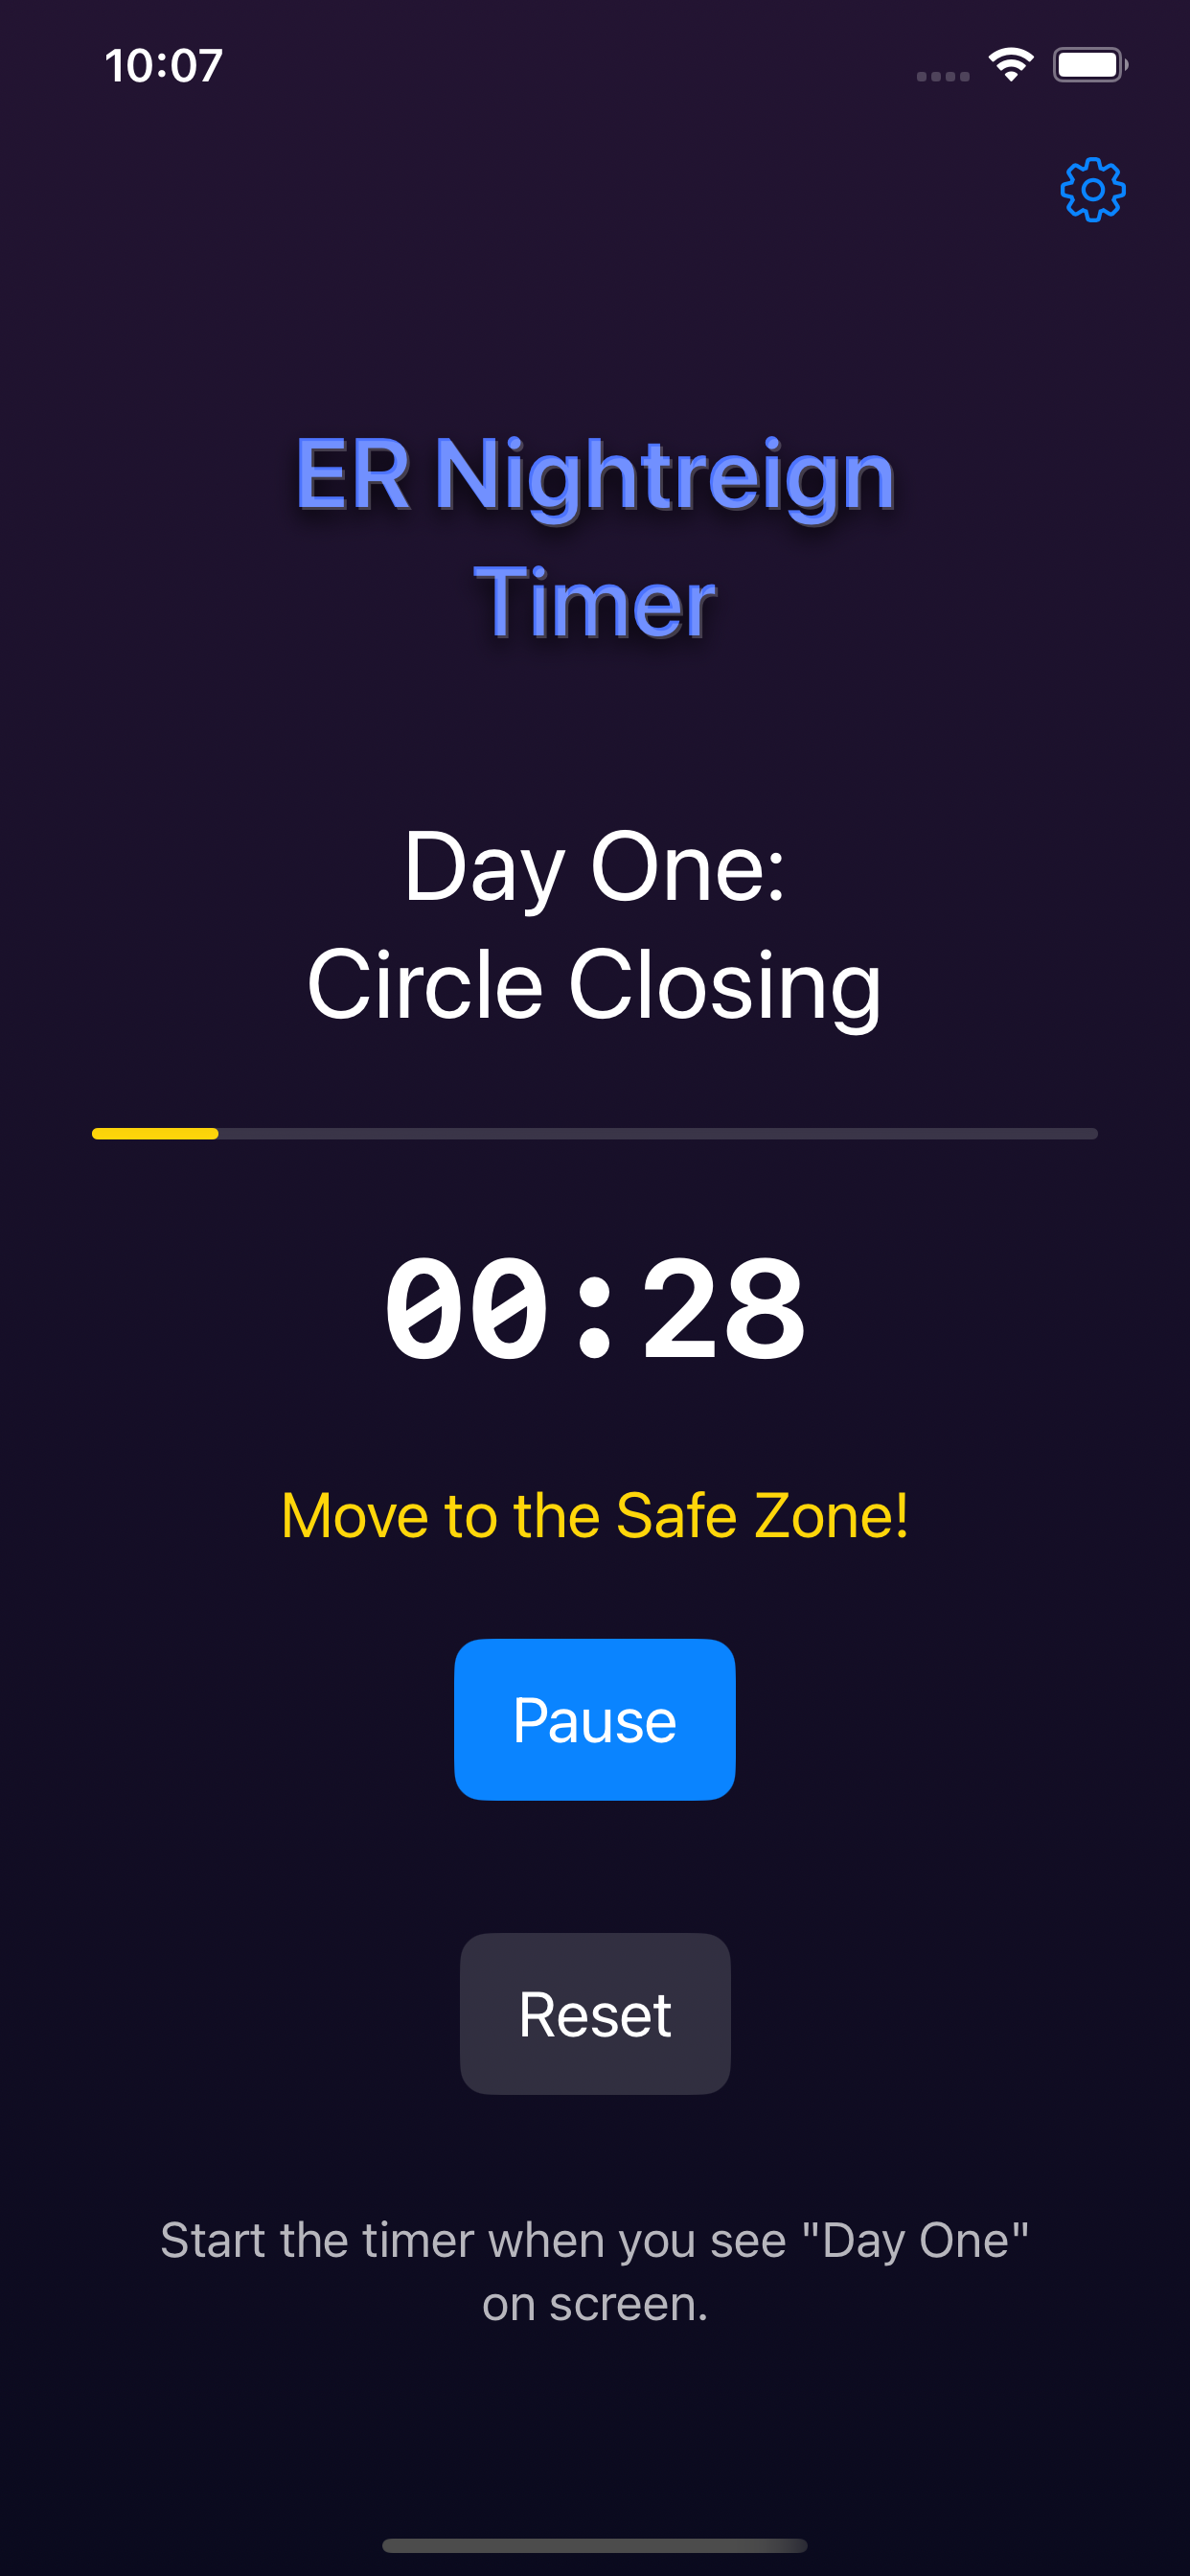 10:07
ER Nightreign
Timer
Day One:
Circle Closing
00:28
Move to the Safe Zone!
Pause
Reset
Start the timer when you see "Day One"
on screen.